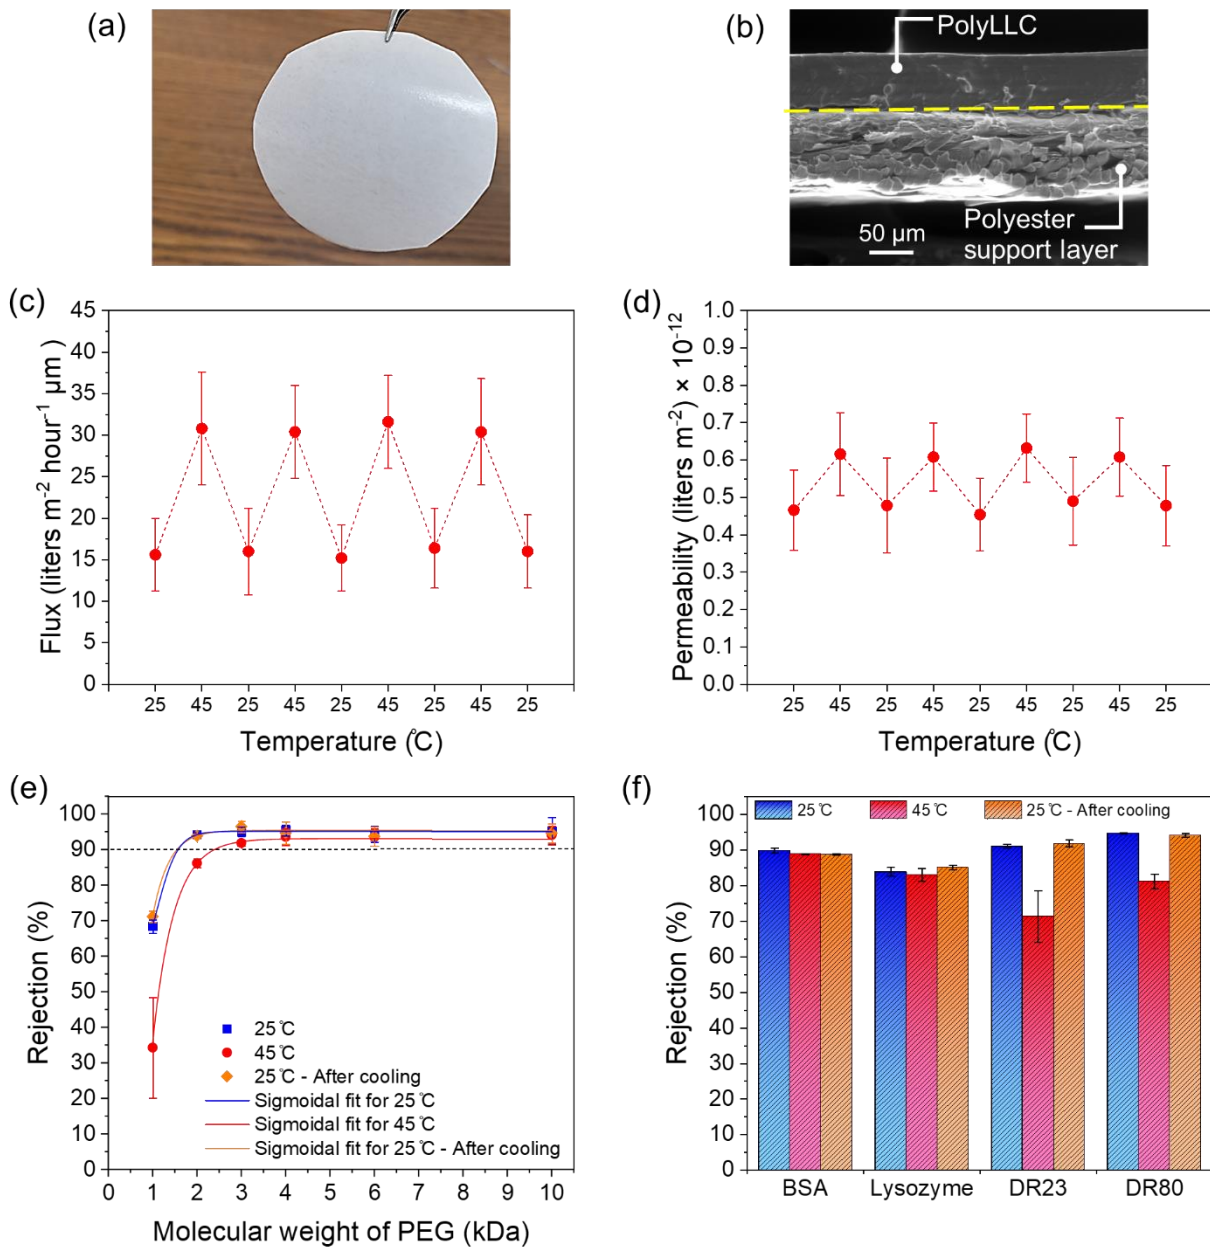 (a)
(b)
PolyLLC
Polyester
support layer
50 µm
(c)
Flux (liters m⁻² hour⁻¹ µm)
45
40
35
30
25
20
15
10
5
0
25 45 25 45 25 45 25 45 25
Temperature (℃)
(d)
Permeability (liters m⁻²) × 10⁻¹²
1.0
0.9
0.8
0.7
0.6
0.5
0.4
0.3
0.2
0.1
0.0
25 45 25 45 25 45 25 45 25
Temperature (℃)
(e)
Rejection (%)
100
90
80
70
60
50
40
30
20
10
0
25℃
45℃
25℃ - After cooling
Sigmoidal fit for 25℃
Sigmoidal fit for 45℃
Sigmoidal fit for 25℃ - After cooling
0 1 2 3 4 5 6 7 8 9 10
Molecular weight of PEG (kDa)
(f)
Rejection (%)
100
90
80
70
60
50
40
30
20
10
0
25℃ 45℃ 25℃ - After cooling
BSA Lysozyme DR23 DR80